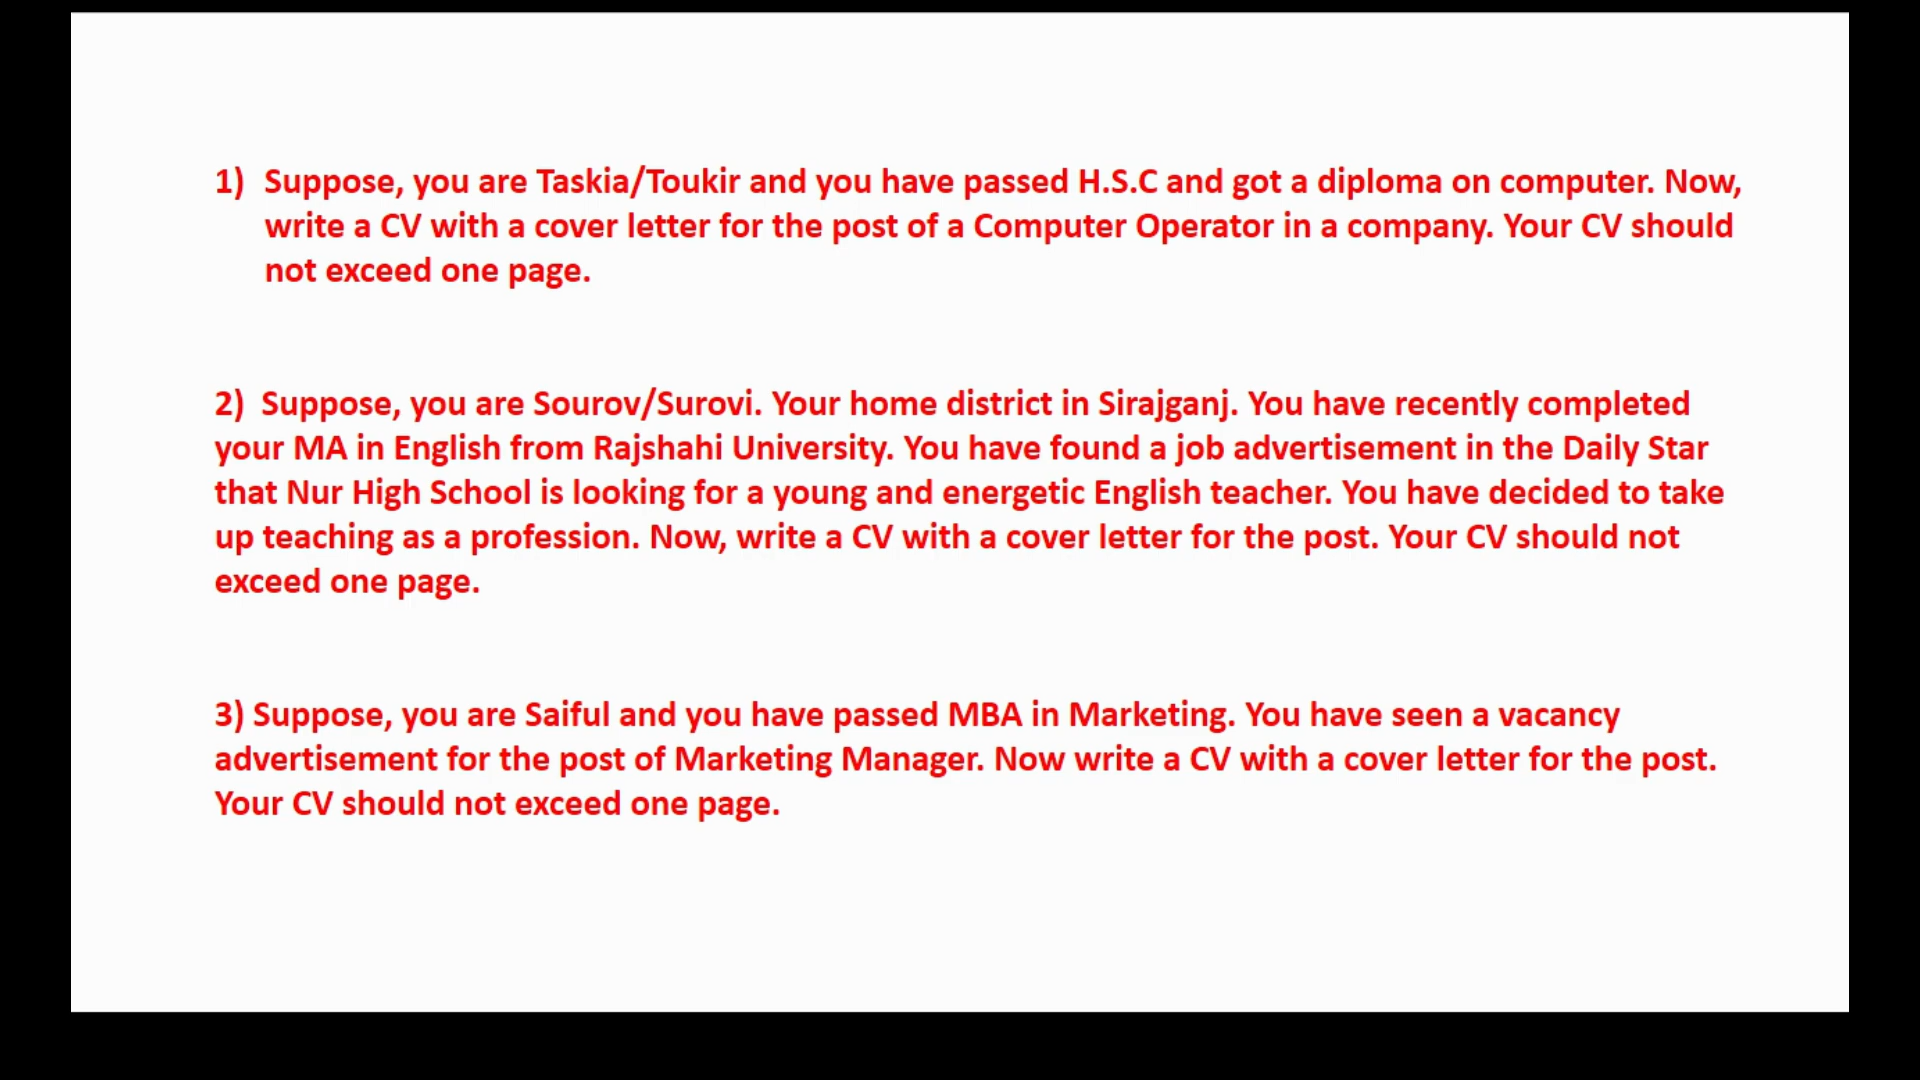 1) Suppose, you are Taskia/Toukir and you have passed H.S.C and got a diploma on computer. Now,
write a CV with a cover letter for the post of a Computer Operator in a company. Your CV should
not exceed one page.
2) Suppose, you are Sourov/Surovi. Your home district in Sirajganj. You have recently completed
your MA in English from Rajshahi University. You have found a job advertisement in the Daily Star
that Nur High School is looking for a young and energetic English teacher. You have decided to take
up teaching as a profession. Now, write a CV with a cover letter for the post. Your CV should not
exceed one page.
3) Suppose, you are Saiful and you have passed MBA in Marketing. You have seen a vacancy
advertisement for the post of Marketing Manager. Now write a CV with a cover letter for the post.
Your CV should not exceed one page.